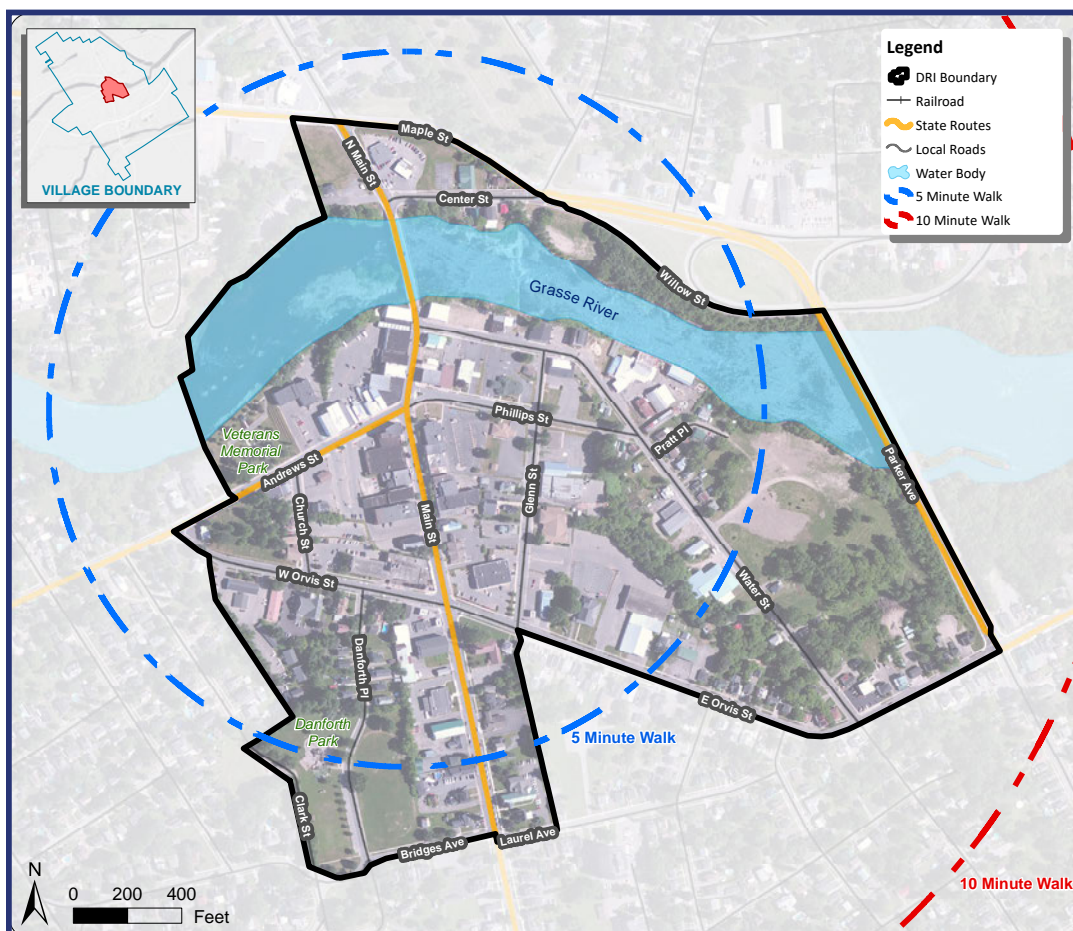 VILLAGE BOUNDARY
Legend
DRI Boundary
Railroad
State Routes
Local Roads
Water Body
5 Minute Walk
10 Minute Walk
Maple St
N Main St
Center St
Grasse River
Willow St
Phillips St
Pratt Pl
Veterans
Memorial
Park
Andrews St
Glenn St
Parker Ave
Church St
Main St
W Orvis St
Water St
Danforth Pl
E Orvis St
Danforth
Park
5 Minute Walk
Clark St
Bridges Ave
Laurel Ave
10 Minute Walk
N
0 200 400
Feet